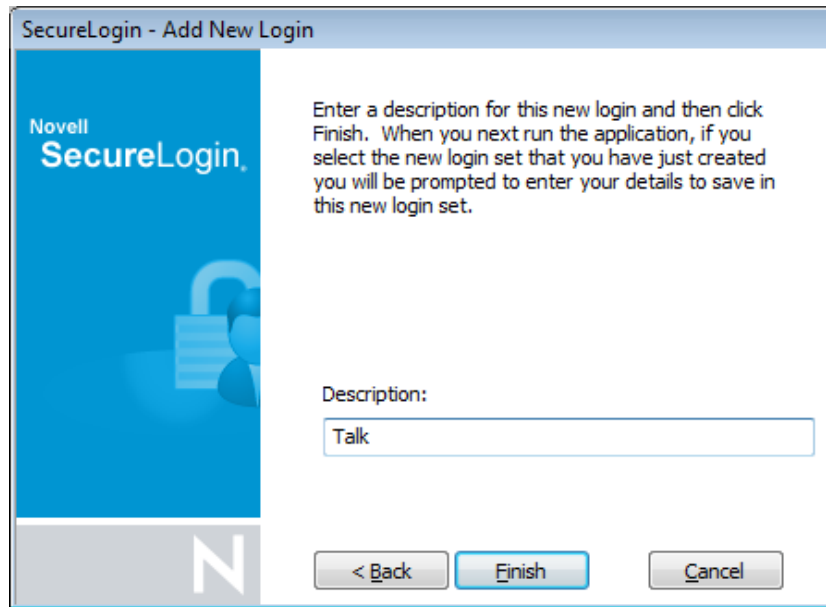 SecureLogin - Add New Login
Novell
SecureLogin
Enter a description for this new login and then click
Finish. When you next run the application, if you
select the new login set that you have just created
you will be prompted to enter your details to save in
this new login set.
Description:
Talk
N
< Back
Finish
Cancel